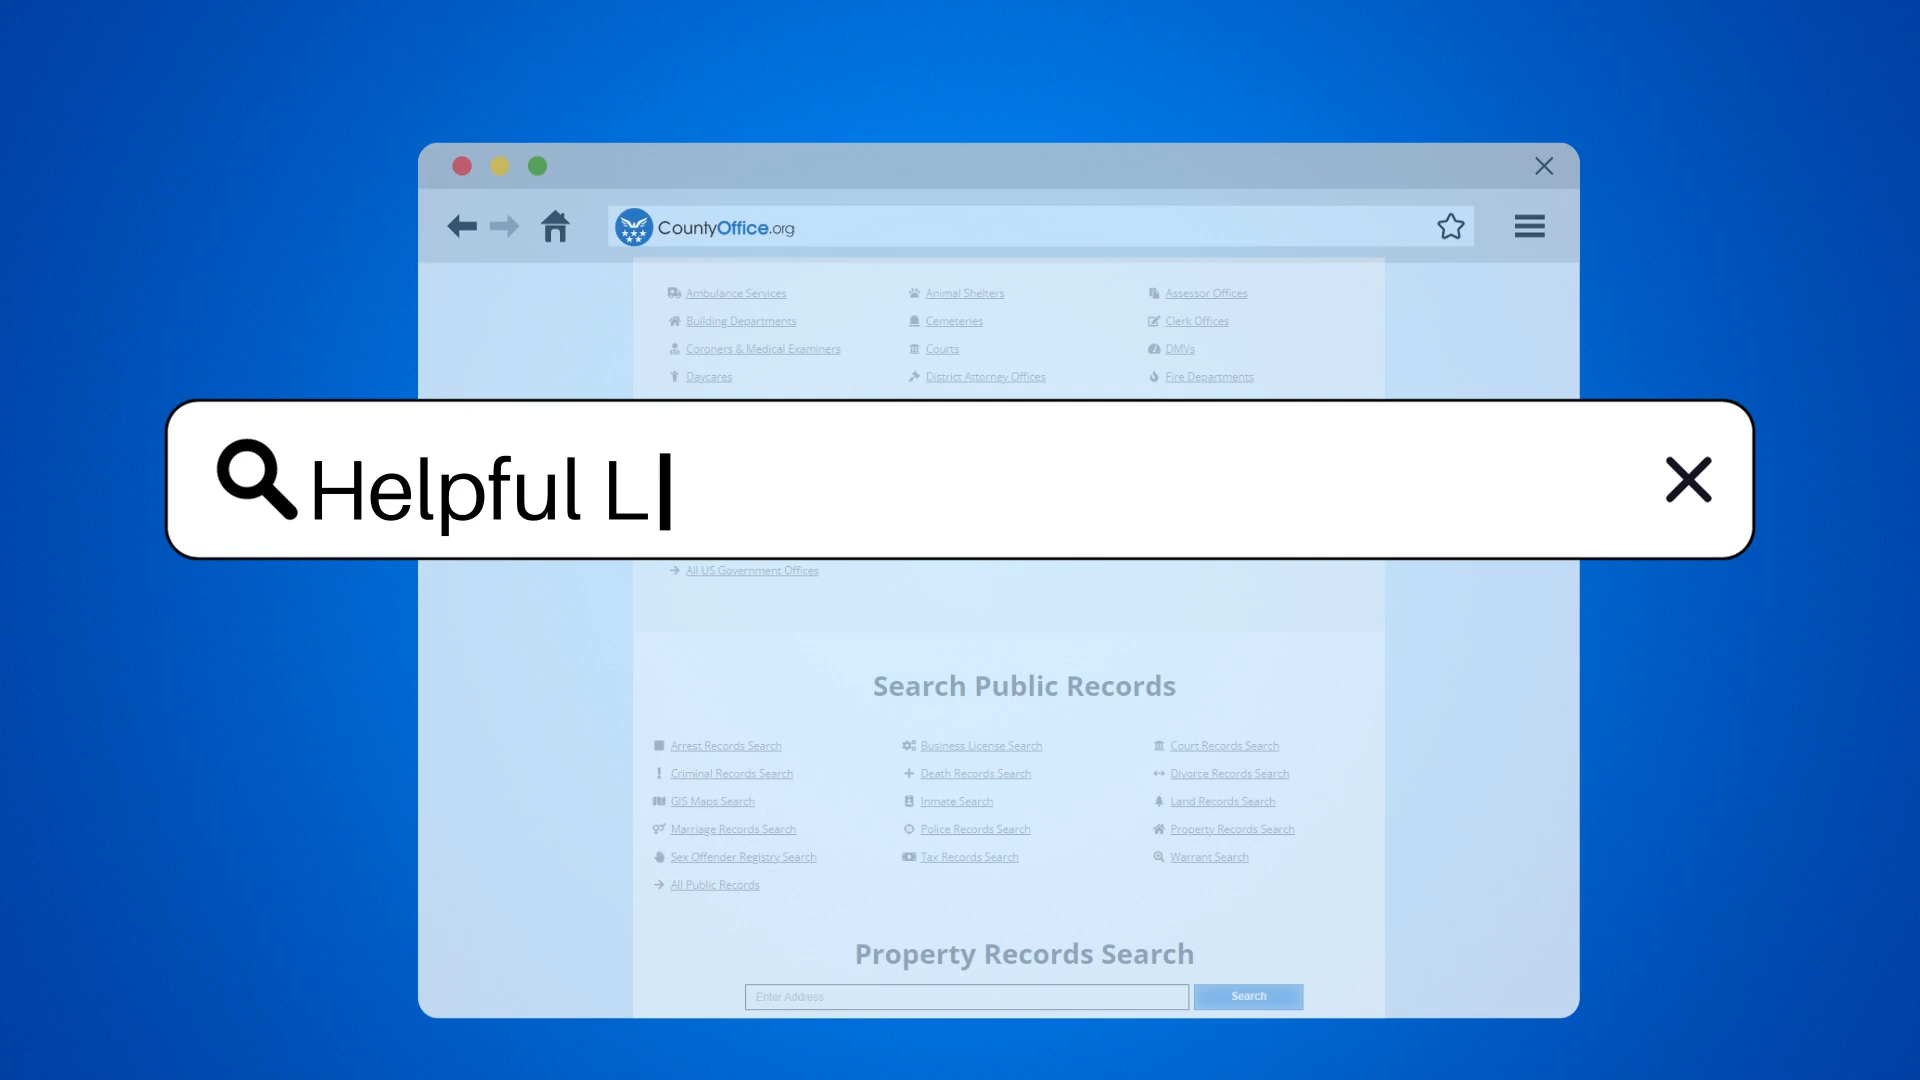 CountyOffice.org
Ambulance Services Animal Shelters Assessor Offices
Building Departments Cemeteries Clerk Offices
Coroners & Medical Examiners Courts DMVs
Daycares District Attorney Offices Fire Departments
Helpful L
All US Government Offices
Search Public Records
Arrest Records Search Business License Search Court Records Search
Criminal Records Search Death Records Search Divorce Records Search
GIS Maps Search Inmate Search Land Records Search
Marriage Records Search Police Records Search Property Records Search
Sex Offender Registry Search Tax Records Search Warrant Search
All Public Records
Property Records Search
Enter Address Search